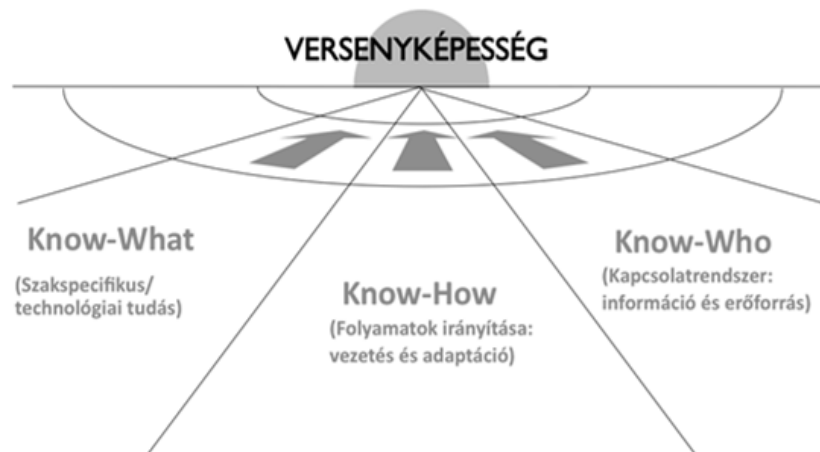 VERSENYKÉPESSÉG
Know-What
(Szakspecifikus/
technológiai tudás)
Know-How
(Folyamatok irányítása:
vezetés és adaptáció)
Know-Who
(Kapcsolatrendszer:
információ és erőforrás)